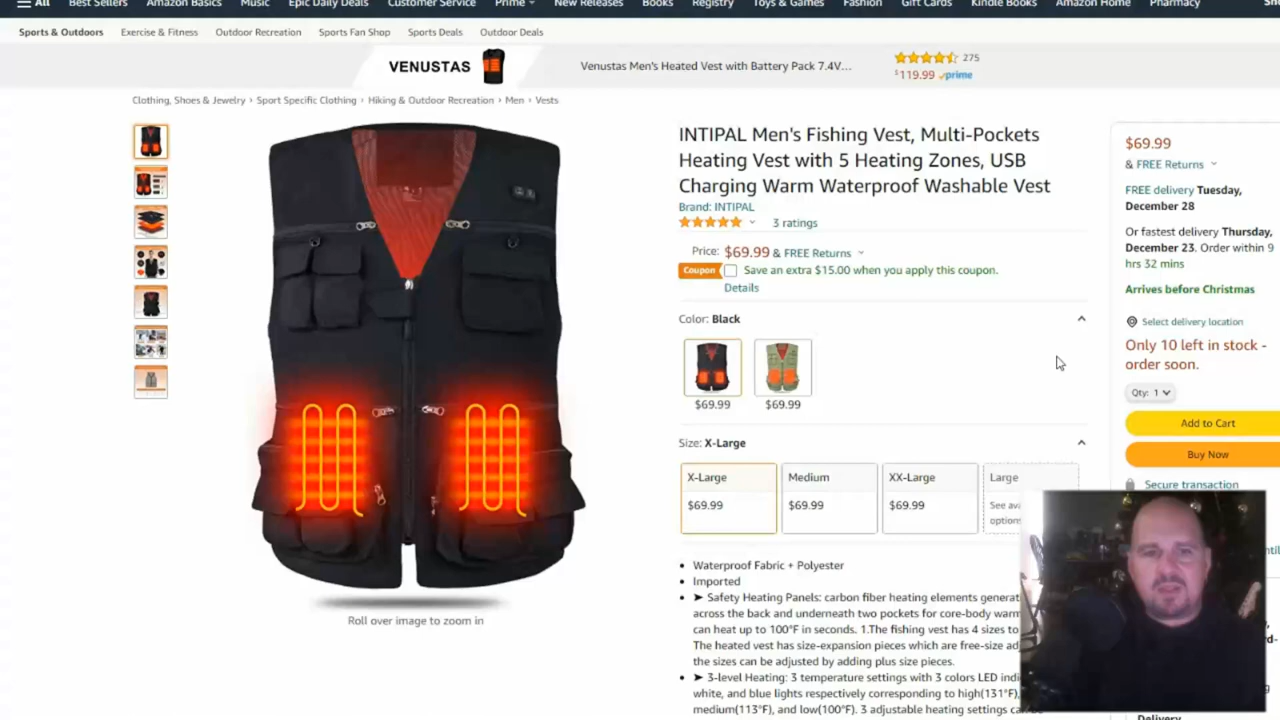 All Best Sellers Amazon Basics Music Epic Daily Deals Customer Service Prime New Releases Books Registry Toys & Games Fashion Gift Cards Kindle Books Amazon Home Pharmacy
Sports & Outdoors Exercise & Fitness Outdoor Recreation Sports Fan Shop Sports Deals Outdoor Deals
VENUSTAS Venustas Men's Heated Vest with Battery Pack 7.4V... 275
$119.99 prime
Clothing, Shoes & Jewelry › Sport Specific Clothing › Hiking & Outdoor Recreation › Men › Vests
INTIPAL Men's Fishing Vest, Multi-Pockets
Heating Vest with 5 Heating Zones, USB
Charging Warm Waterproof Washable Vest
Brand: INTIPAL
3 ratings
Price: $69.99 & FREE Returns
Coupon Save an extra $15.00 when you apply this coupon.
Details
Color: Black
$69.99 $69.99
Size: X-Large
X-Large Medium XX-Large Large
$69.99 $69.99 $69.99 See
options
• Waterproof Fabric + Polyester
• Imported
• ➤ Safety Heating Panels: carbon fiber heating elements
across the back and underneath two pockets for core-body
can heat up to 100°F in seconds. 1.The fishing vest has 4 sizes to
The heated vest has size-expansion pieces which are free-size
the sizes can be adjusted by adding plus size pieces.
• ➤ 3-level Heating: 3 temperature settings with 3 colors LED
white, and blue lights respectively corresponding to high(131°F),
medium(113°F), and low(100°F). 3 adjustable heating settings
Roll over image to zoom in
$69.99
& FREE Returns
FREE delivery Tuesday,
December 28
Or fastest delivery Thursday,
December 23. Order within 9
hrs 32 mins
Arrives before Christmas
Select delivery location
Only 10 left in stock -
order soon.
Qty: 1
Add to Cart
Buy Now
Secure transaction
Delivery